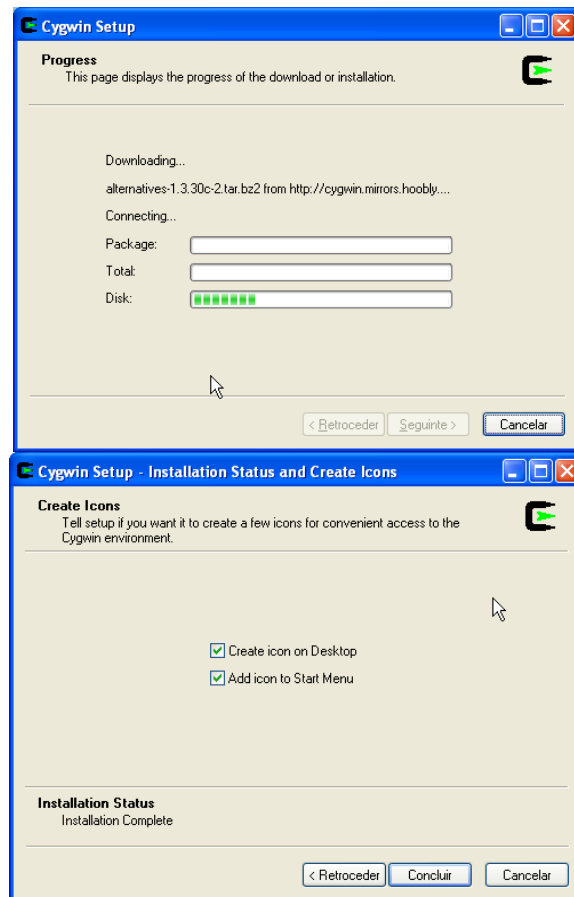 Cygwin Setup
Progress
This page displays the progress of the download or installation.
Downloading...
alternatives-1.3.30c-2.tar.bz2 from http://cygwin.mirrors.hoobly....
Connecting...
Package:
Total:
Disk:
< Retroceder Seguinte > Cancelar
Cygwin Setup - Installation Status and Create Icons
Create Icons
Tell setup if you want it to create a few icons for convenient access to the
Cygwin environment.
Create icon on Desktop
Add icon to Start Menu
Installation Status
Installation Complete
< Retroceder Concluir Cancelar